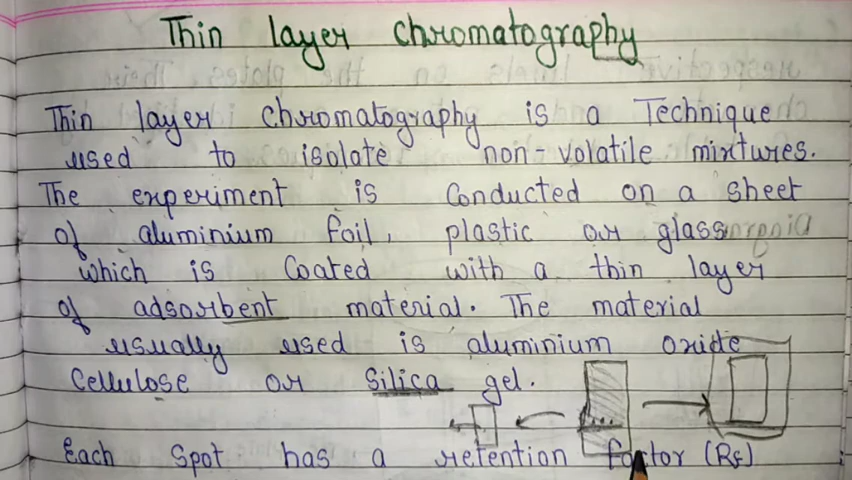 Thin layer chromatography
Thin layer chromatography is a Technique
used to isolate non-volatile mixtures.
The experiment is Conducted on a sheet
of aluminium foil, plastic or glass
which is Coated with a thin layer
of adsorbent material. The material
usually used is aluminium oxide
Cellulose or silica gel.
Each spot has a retention factor (Rf)